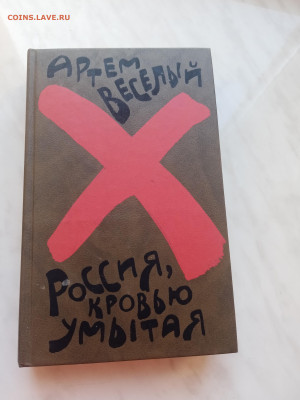 COINS.LAVE.RU
АРТЕМ
ВЕСЕЛЫЙ
РОССИЯ,
КРОВЬЮ
УМЫТАЯ